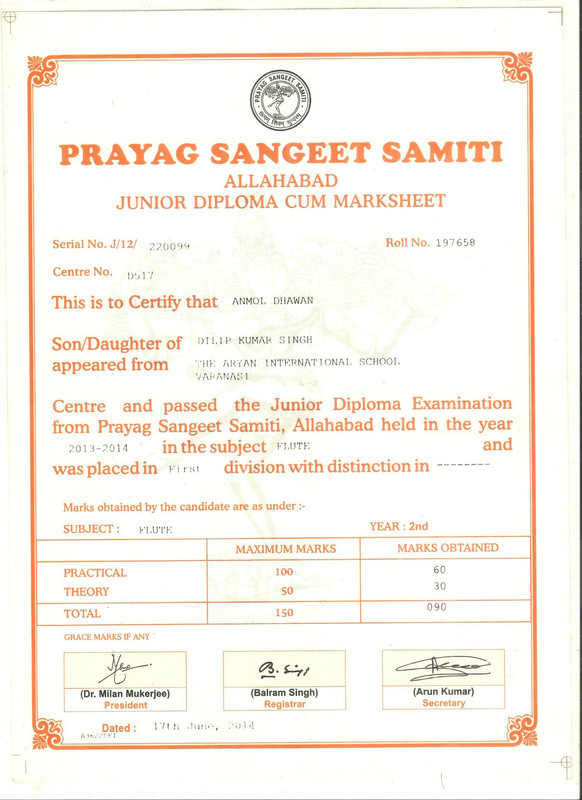 PRAYAG SANGEET SAMITI
PRAYAG SANGEET SAMITI
ALLAHABAD
JUNIOR DIPLOMA CUM MARKSHEET
Serial No. J/12/ 220099 Roll No. 197658
Centre No. D517
This is to Certify that ANMOL DHAWAN
Son/Daughter of DILIP KUMAR SINGH
appeared from THE ARYAN INTERNATIONAL SCHOOL
VARANASI
Centre and passed the Junior Diploma Examination
from Prayag Sangeet Samiti, Allahabad held in the year
2013-2014 in the subject FLUTE and
was placed in First division with distinction in --------
Marks obtained by the candidate are as under :-
SUBJECT : FLUTE YEAR : 2nd
MAXIMUM MARKS MARKS OBTAINED
PRACTICAL 100 60
THEORY 50 30
TOTAL 150 090
GRACE MARKS IF ANY
B. Singh
(Dr. Milan Mukerjee) (Balram Singh) (Arun Kumar)
President Registrar Secretary
Dated : 17th June, 2014